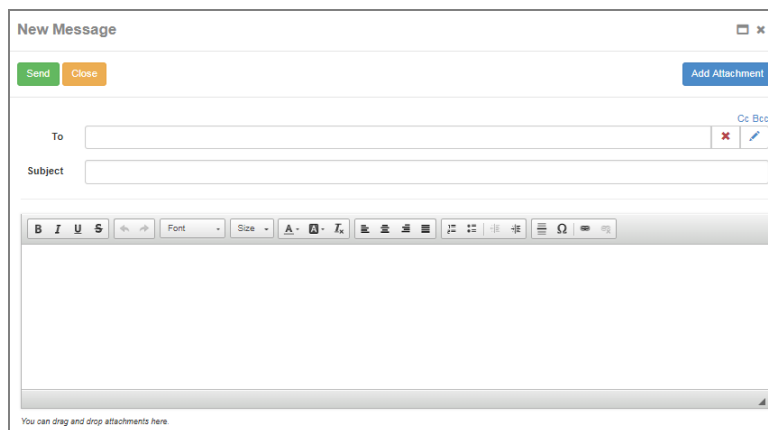 New Message
Send Close Add Attachment
Cc Bcc
To
Subject
B I U S Font Size A A Tx Ω
You can drag and drop attachments here.